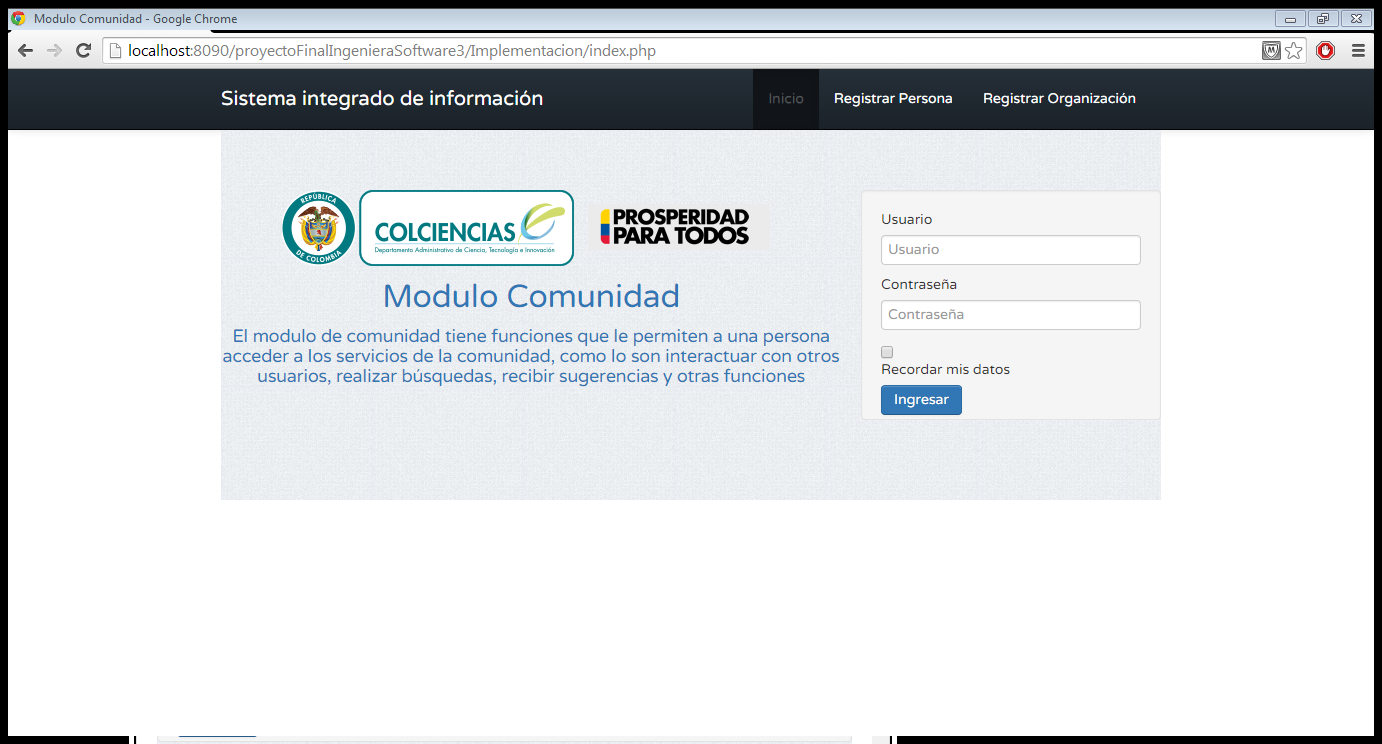 Modulo Comunidad - Google Chrome
localhost:8090/proyectoFinalIngenieraSoftware3/Implementacion/index.php
Sistema integrado de información
Inicio
Registrar Persona
Registrar Organización
REPÚBLICA
DE COLOMBIA
COLCIENCIAS
Departamento Administrativo de Ciencia, Tecnología e Innovación
PROSPERIDAD
PARA TODOS
Modulo Comunidad
El modulo de comunidad tiene funciones que le permiten a una persona
acceder a los servicios de la comunidad, como lo son interactuar con otros
usuarios, realizar búsquedas, recibir sugerencias y otras funciones
Usuario
Usuario
Contraseña
Contraseña
Recordar mis datos
Ingresar